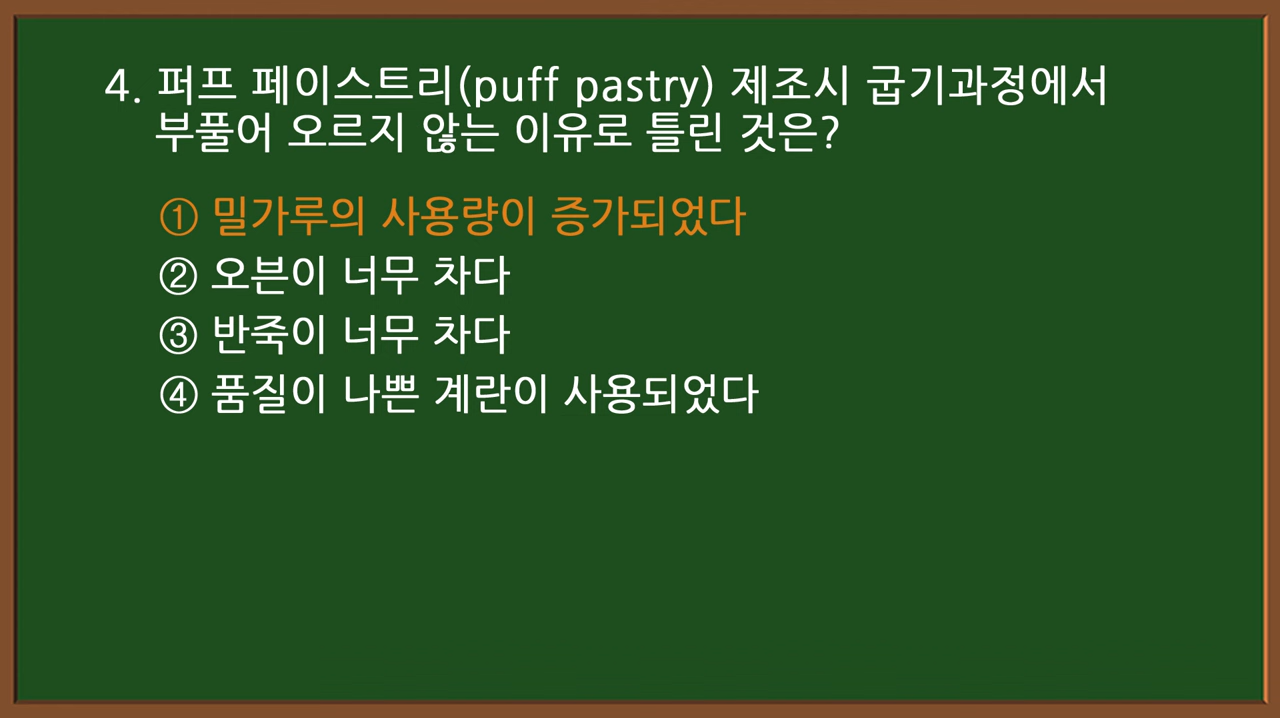 4. 퍼프 페이스트리(puff pastry) 제조시 굽기과정에서
부풀어 오르지 않는 이유로 틀린 것은?
① 밀가루의 사용량이 증가되었다
② 오븐이 너무 차다
③ 반죽이 너무 차다
④ 품질이 나쁜 계란이 사용되었다